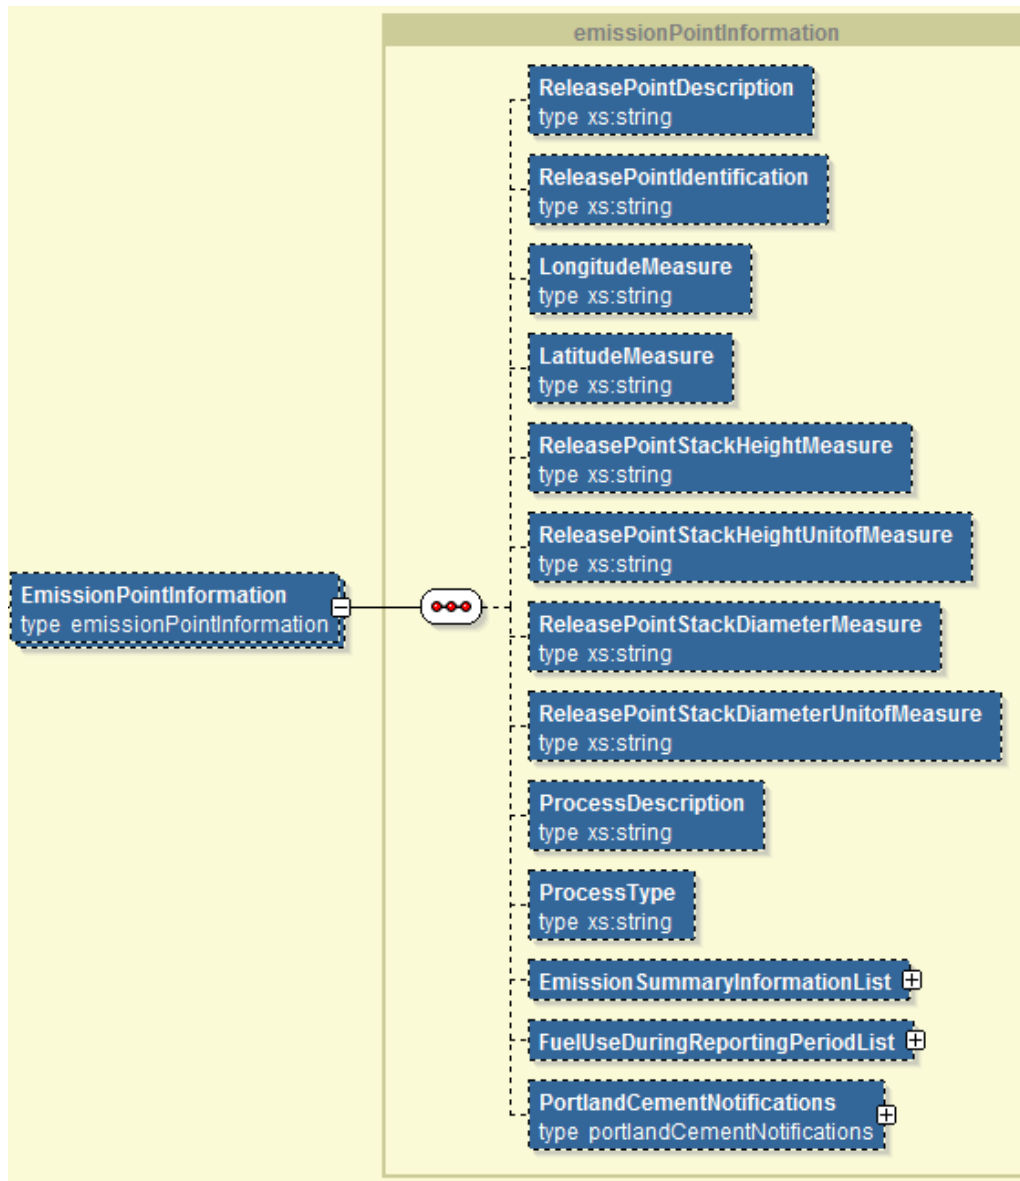 emissionPointInformation
ReleasePointDescription
type xs:string
ReleasePointIdentification
type xs:string
LongitudeMeasure
type xs:string
LatitudeMeasure
type xs:string
ReleasePointStackHeightMeasure
type xs:string
ReleasePointStackHeightUnitofMeasure
type xs:string
EmissionPointInformation
type emissionPointInformation
ReleasePointStackDiameterMeasure
type xs:string
ReleasePointStackDiameterUnitofMeasure
type xs:string
ProcessDescription
type xs:string
ProcessType
type xs:string
EmissionSummaryInformationList
FuelUseDuringReportingPeriodList
PortlandCementNotifications
type portlandCementNotifications